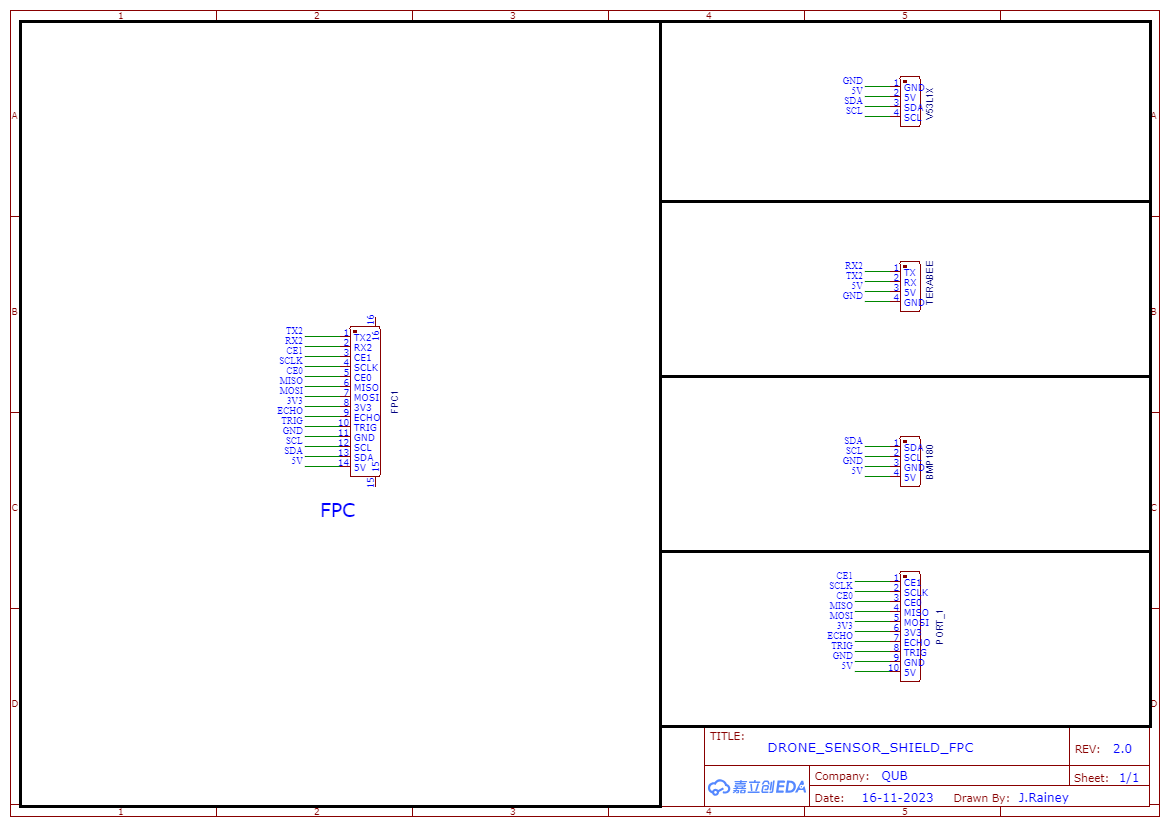 1 2 3 4 5
A
B
C
D
TX2 1 TX2
RX2 2 RX2
CE1 3 CE1
SCLK 4 SCLK
CE0 5 CE0
MISO 6 MISO
MOSI 7 MOSI
3V3 8 3V3
ECHO 9 ECHO
TRIG 10 TRIG
GND 11 GND
SCL 12 SCL
SDA 13 SDA
5V 14 5V
16 16
15 15
FPC1
FPC
GND 1 GND
5V 2 5V
SDA 3 SDA
SCL 4 SCL
V53L1X
RX2 1 TX
TX2 2 RX
5V 3 5V
GND 4 GND
TERABEE
SDA 1 SDA
SCL 2 SCL
GND 3 GND
5V 4 5V
BMP180
CE1 1 CE1
SCLK 2 SCLK
CE0 3 CE0
MISO 4 MISO
MOSI 5 MOSI
3V3 6 3V3
ECHO 7 ECHO
TRIG 8 TRIG
GND 9 GND
5V 10 5V
PORT_1
A
B
C
D
TITLE:
DRONE_SENSOR_SHIELD_FPC
REV: 2.0
嘉立创EDA
Company: QUB
Sheet: 1/1
Date: 16-11-2023 Drawn By: J.Rainey
1 2 3 4 5